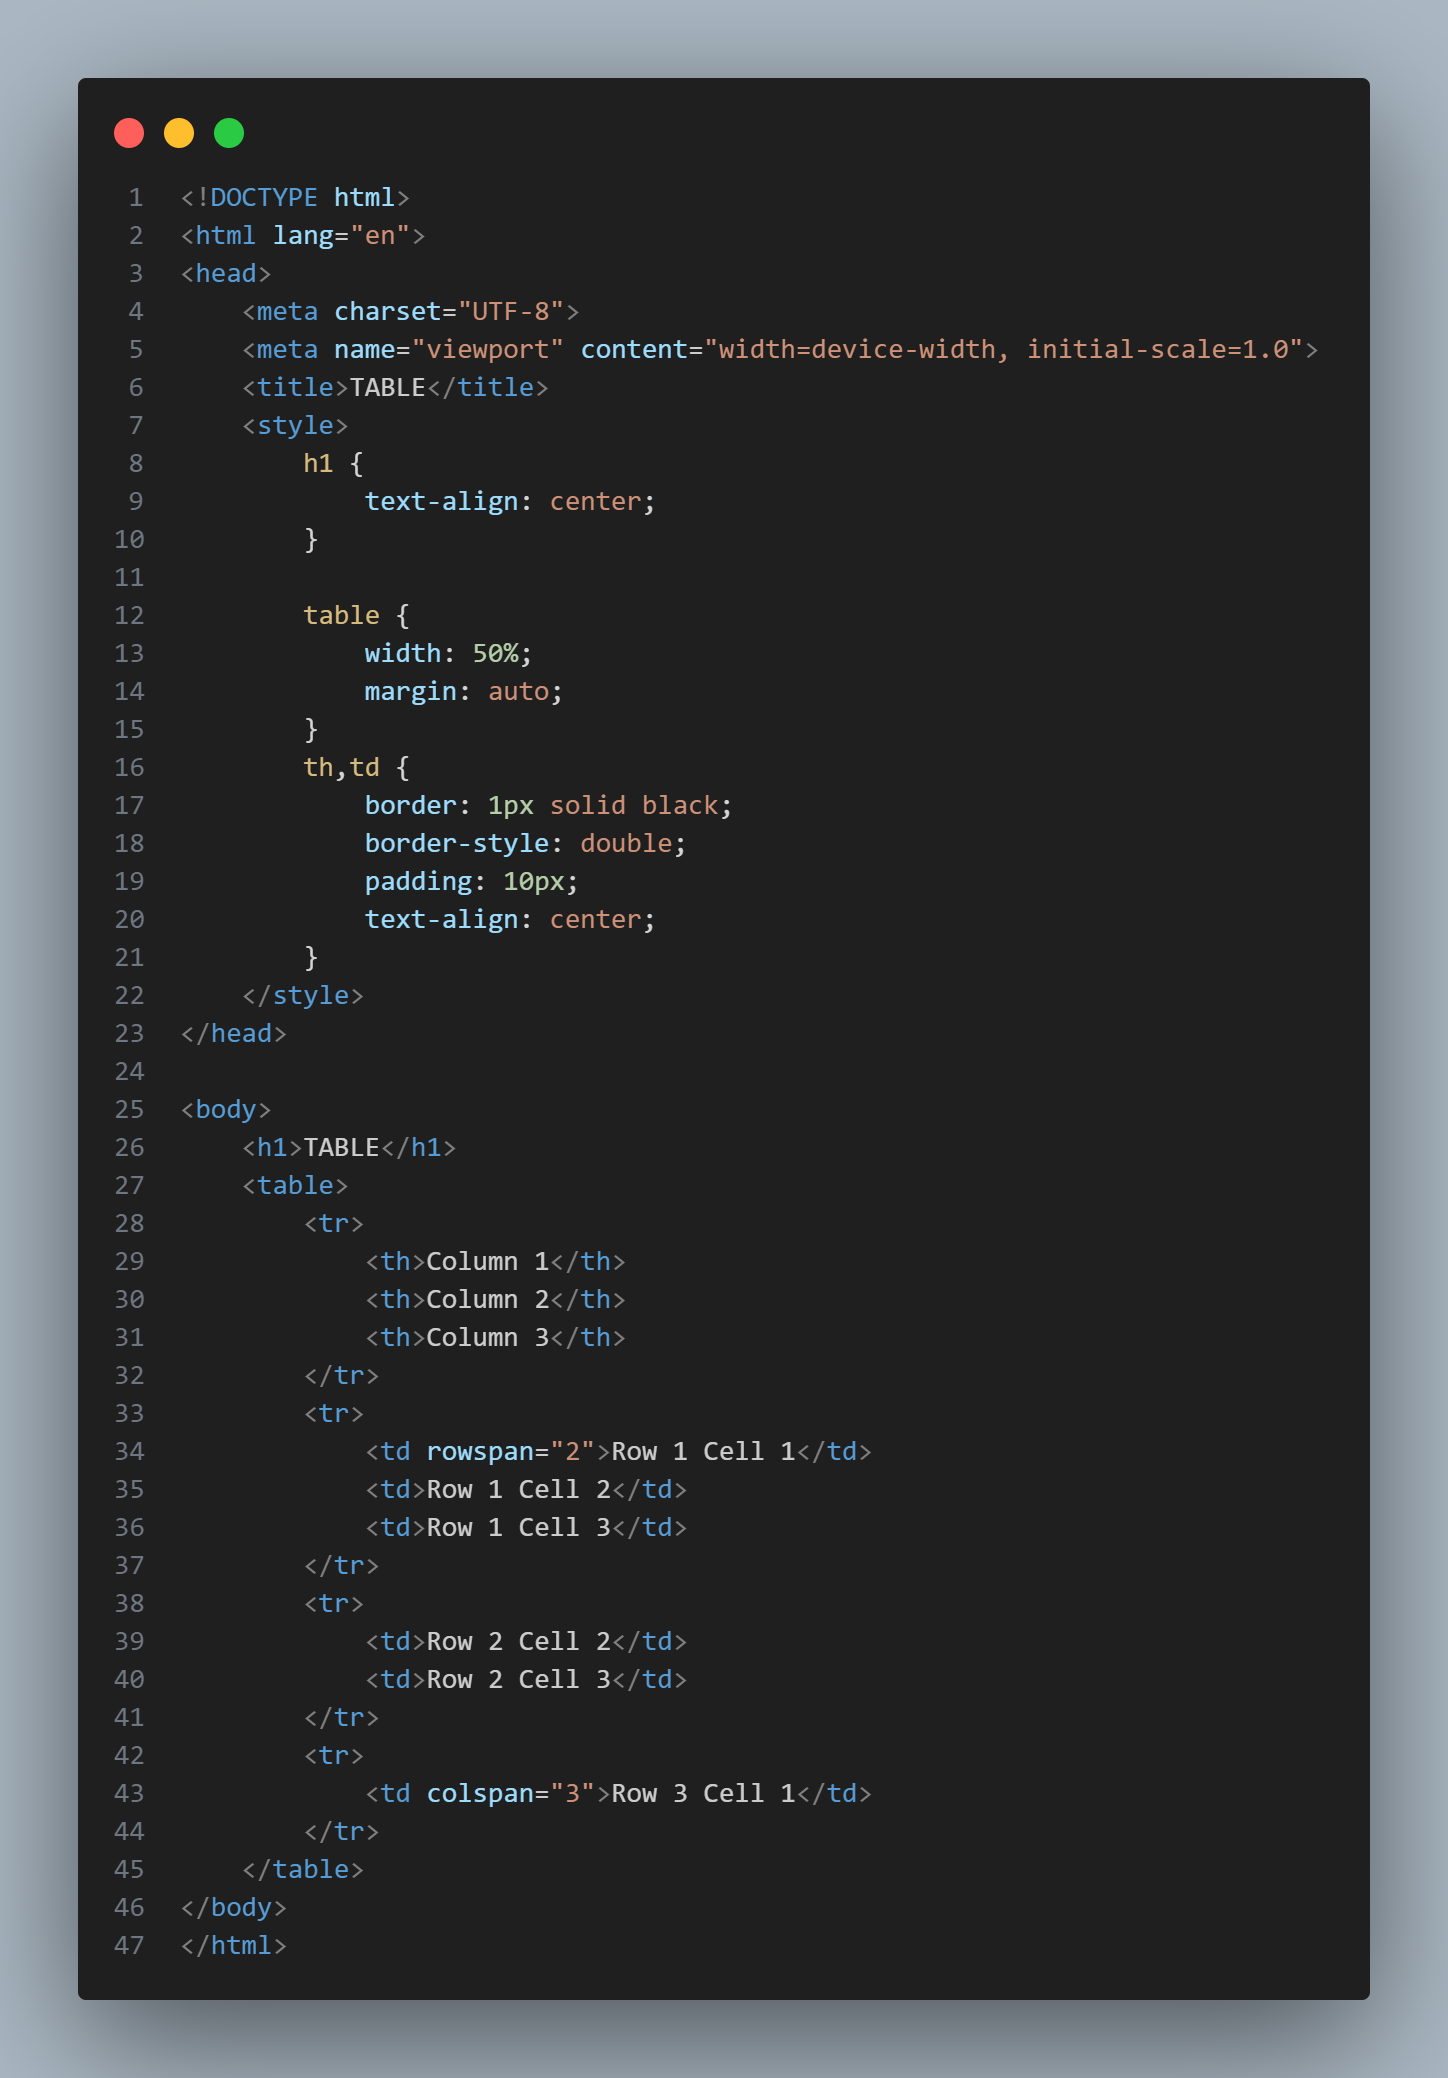 1 <!DOCTYPE html>
2 <html lang="en">
3 <head>
4     <meta charset="UTF-8">
5     <meta name="viewport" content="width=device-width, initial-scale=1.0">
6     <title>TABLE</title>
7     <style>
8         h1 {
9             text-align: center;
10         }
11
12         table {
13             width: 50%;
14             margin: auto;
15         }
16         th,td {
17             border: 1px solid black;
18             border-style: double;
19             padding: 10px;
20             text-align: center;
21         }
22     </style>
23 </head>
24
25 <body>
26     <h1>TABLE</h1>
27     <table>
28         <tr>
29             <th>Column 1</th>
30             <th>Column 2</th>
31             <th>Column 3</th>
32         </tr>
33         <tr>
34             <td rowspan="2">Row 1 Cell 1</td>
35             <td>Row 1 Cell 2</td>
36             <td>Row 1 Cell 3</td>
37         </tr>
38         <tr>
39             <td>Row 2 Cell 2</td>
40             <td>Row 2 Cell 3</td>
41         </tr>
42         <tr>
43             <td colspan="3">Row 3 Cell 1</td>
44         </tr>
45     </table>
46 </body>
47 </html>